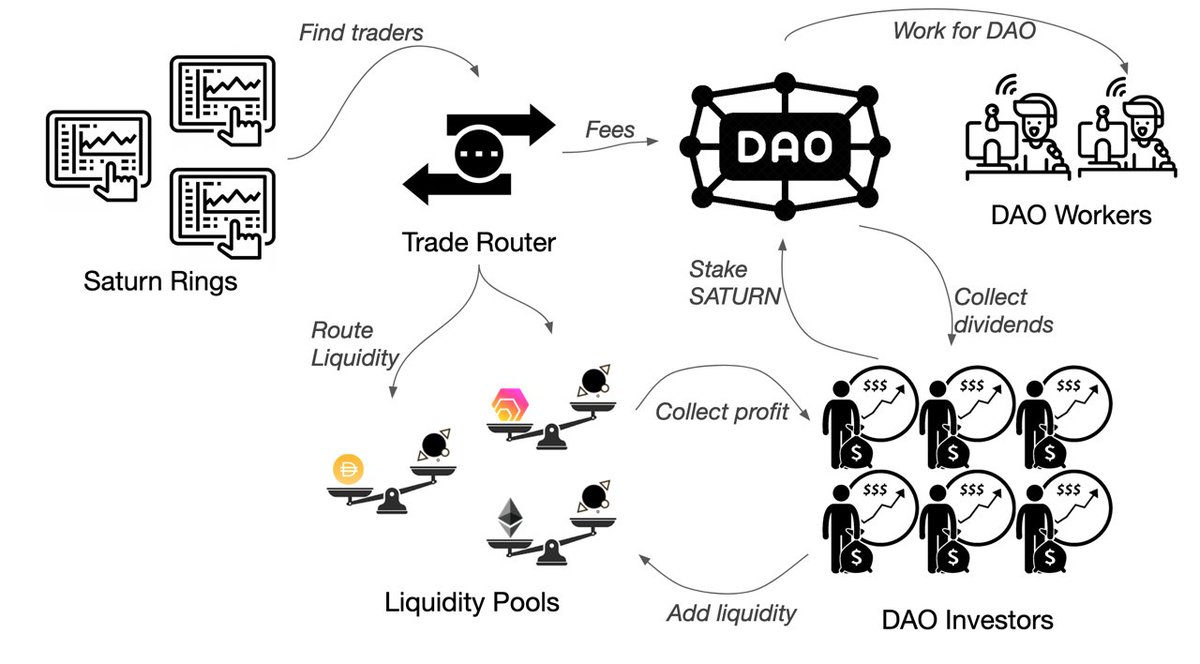 Find traders
Work for DAO
Fees
DAO
DAO Workers
Trade Router
Saturn Rings
Stake
SATURN
Collect
dividends
Route
Liquidity
$$$
$$$
$$$
Collect profit
$
$
$
$$$
$$$
$$$
$
$
$
Liquidity Pools
Add liquidity
DAO Investors